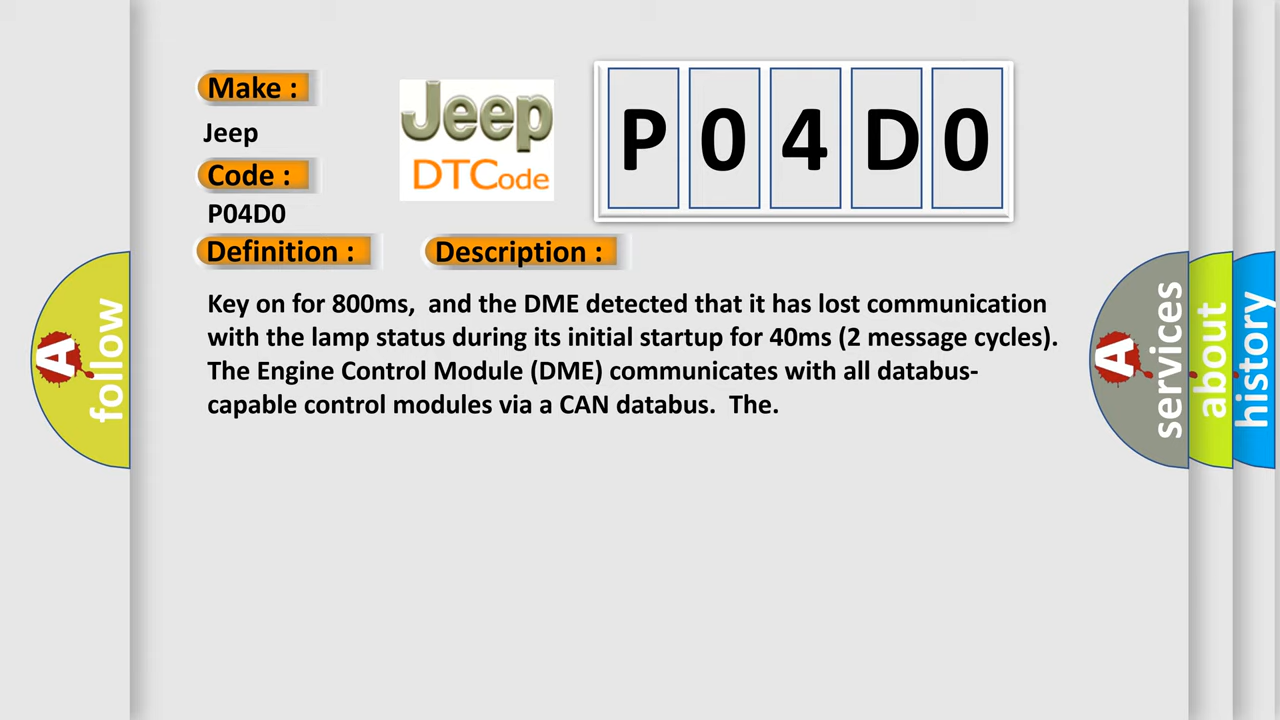 Make :
Jeep
Code :
P04D0
Definition :
Description :
Jeep
DTCode
P 0 4 D 0
Key on for 800ms,  and the DME detected that it has lost communication
with the lamp status during its initial startup for 40ms (2 message cycles).
The Engine Control Module (DME) communicates with all databus-
capable control modules via a CAN databus  The.
A
follow
A
services
about
history